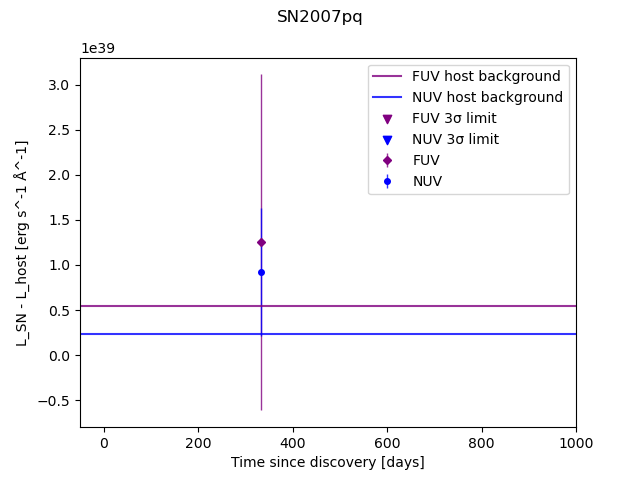 SN2007pq
1e39
FUV host background
NUV host background
FUV 3σ limit
NUV 3σ limit
FUV
NUV
3.0
2.5
2.0
1.5
1.0
0.5
0.0
−0.5
L_SN - L_host [erg s^-1 Å^-1]
0 200 400 600 800 1000
Time since discovery [days]